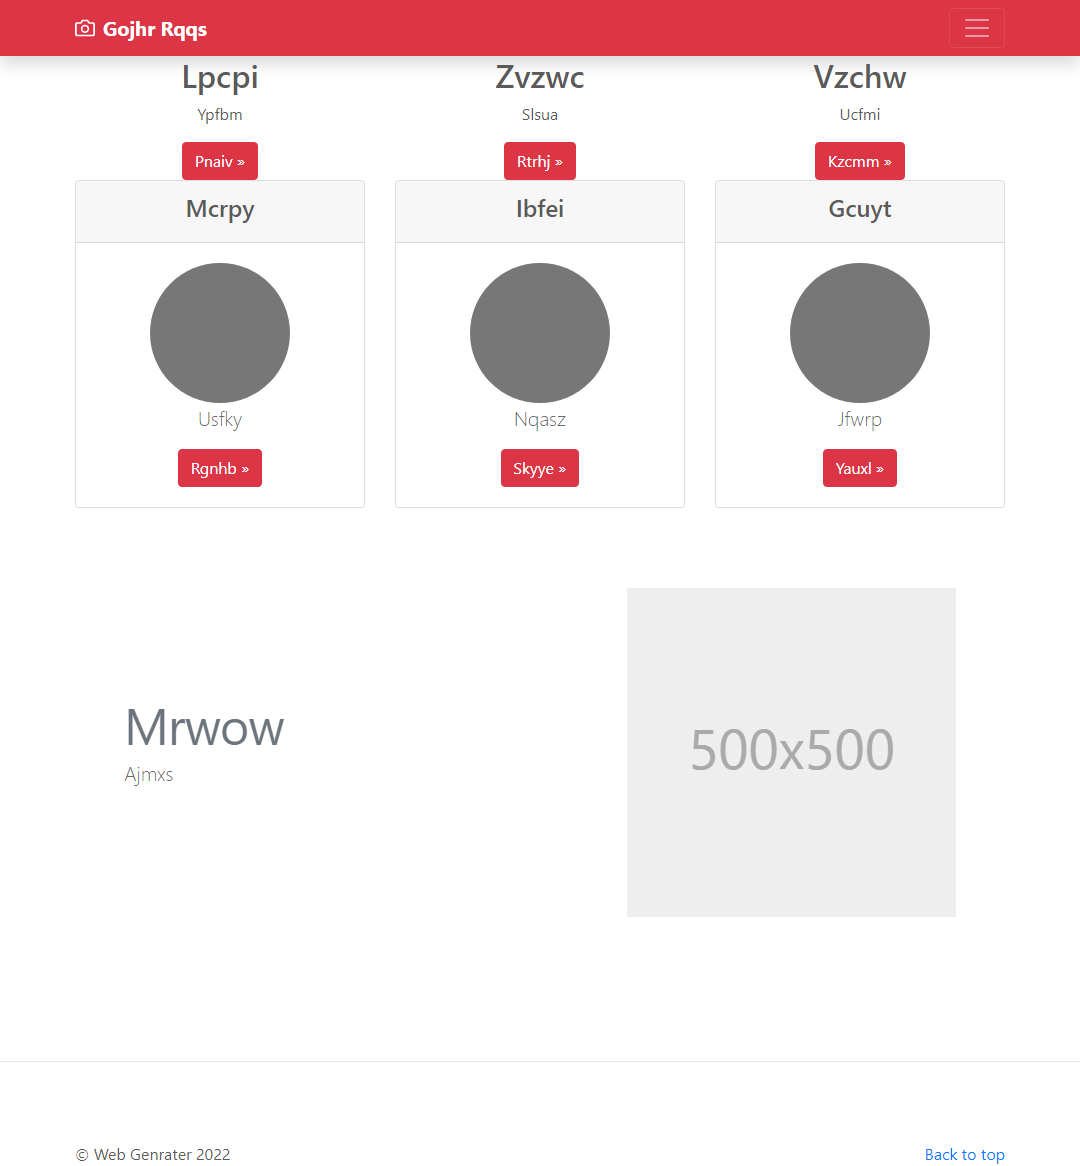 Gojhr Rqqs
Lpcpi
Ypfbm
Pnaiv »
Zvzwc
Slsua
Rtrhj »
Vzchw
Ucfmi
Kzcmm »
Mcrpy
Usfky
Rgnhb »
Ibfei
Nqasz
Skyye »
Gcuyt
Jfwrp
Yauxl »
Mrwow
Ajmxs
500x500
© Web Genrater 2022
Back to top